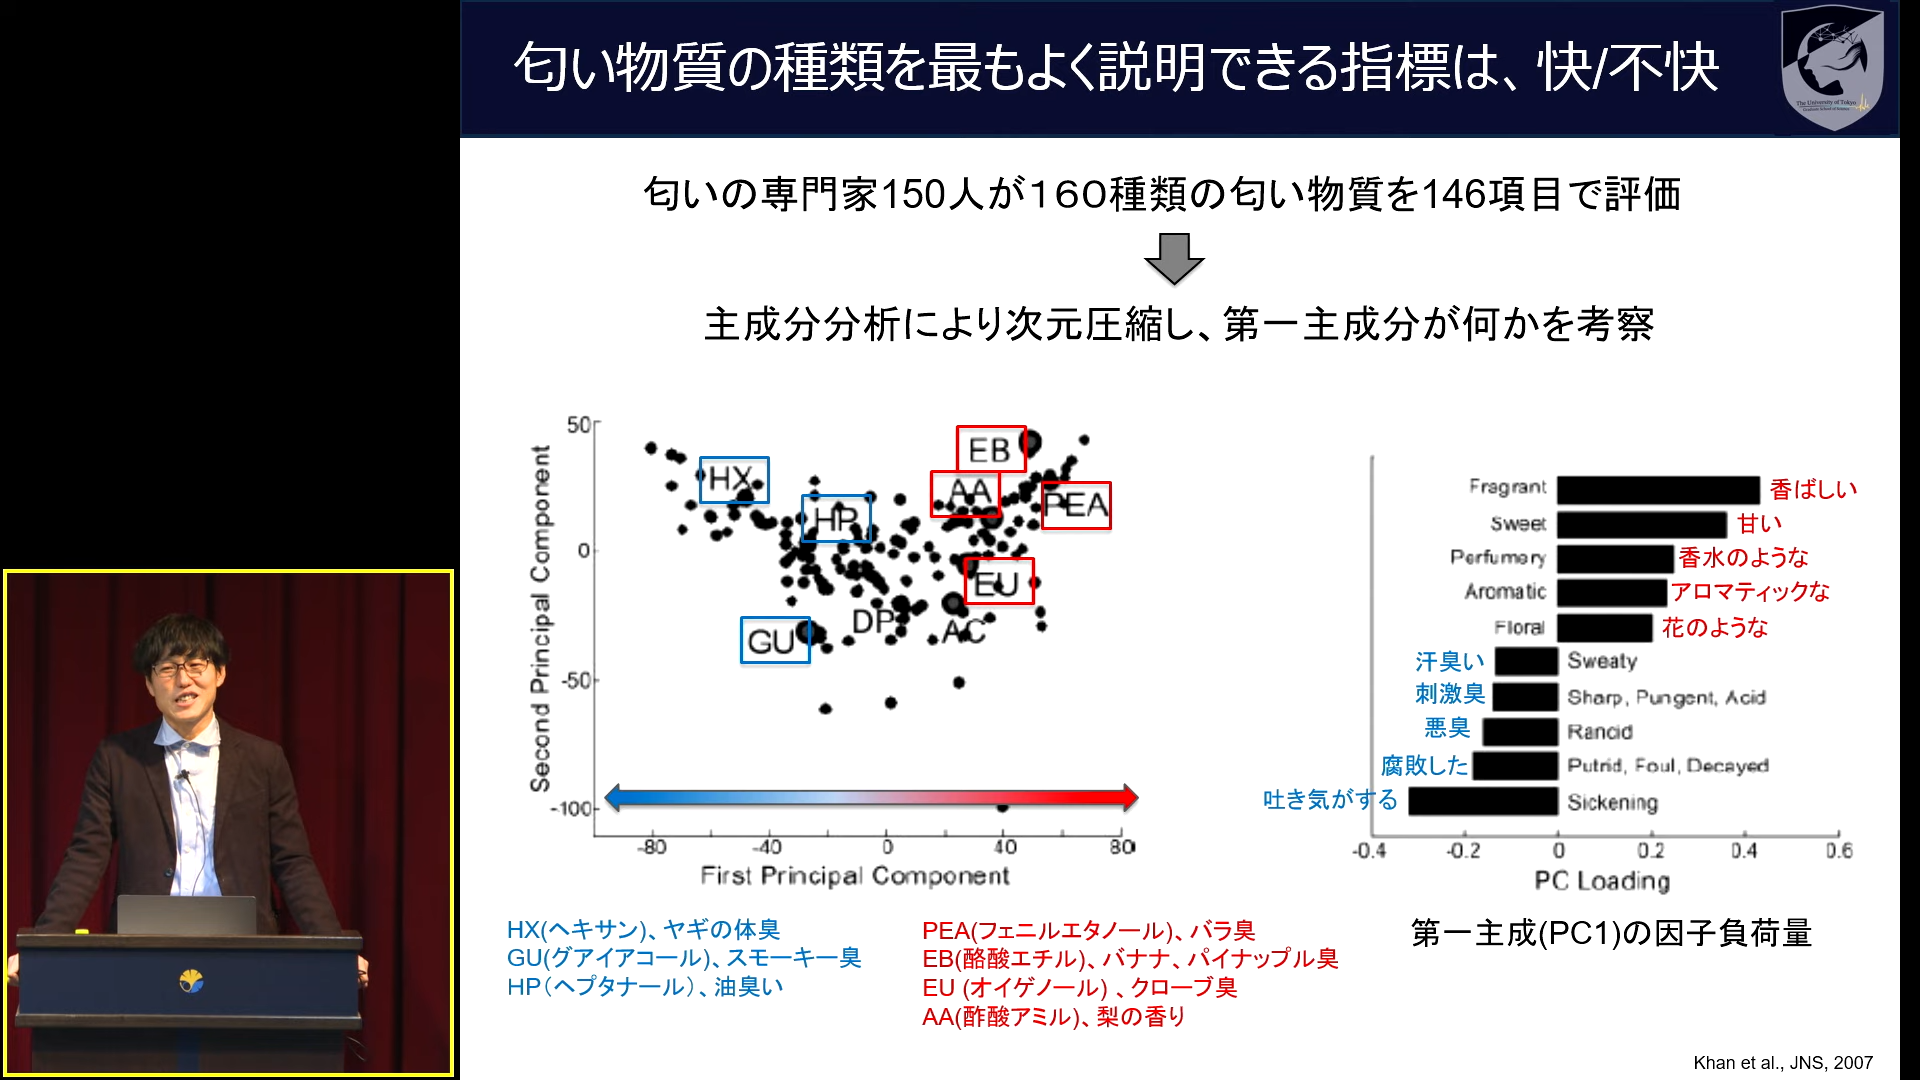 匂い物質の種類を最もよく説明できる指標は、快/不快
The University of Tokyo
匂いの専門家150人が１６０種類の匂い物質を146項目で評価
主成分分析により次元圧縮し、第一主成分が何かを考察
Second Principal Component
50
0
-50
-100
HX
HP
EB
AA
PEA
EU
GU
DP
AC
-80
-40
0
40
80
First Principal Component
Fragrant 香ばしい
Sweet 甘い
Perfumery 香水のような
Aromatic アロマティックな
Floral 花のような
汗臭い Sweaty
刺激臭 Sharp, Pungent, Acid
悪臭 Rancid
腐敗した Putrid, Foul, Decayed
吐き気がする Sickening
-0.4
-0.2
0
0.2
0.4
0.6
PC Loading
第一主成(PC1)の因子負荷量
HX(ヘキサン)、ヤギの体臭
GU(グアイアコール)、スモーキー臭
HP（ヘプタナール）、油臭い
PEA(フェニルエタノール)、バラ臭
EB(酪酸エチル)、バナナ、パイナップル臭
EU (オイゲノール) 、クローブ臭
AA(酢酸アミル)、梨の香り
Khan et al., JNS, 2007